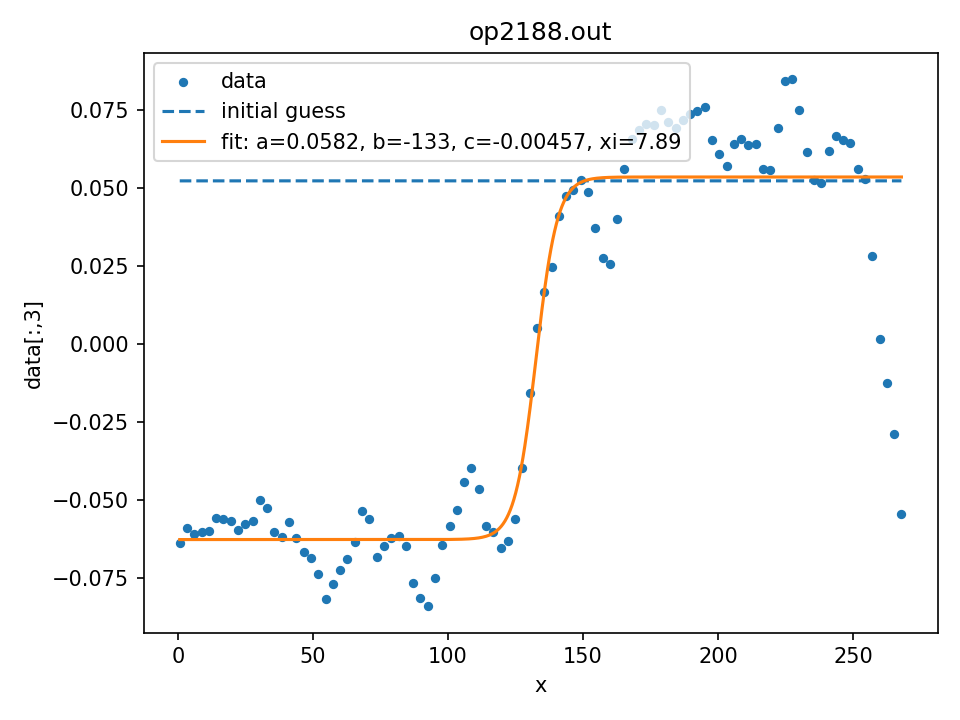 op2188.out
data
initial guess
fit: a=0.0582, b=-133, c=-0.00457, xi=7.89
0.075
0.050
0.025
0.000
−0.025
−0.050
−0.075
data[:,3]
0 50 100 150 200 250
x